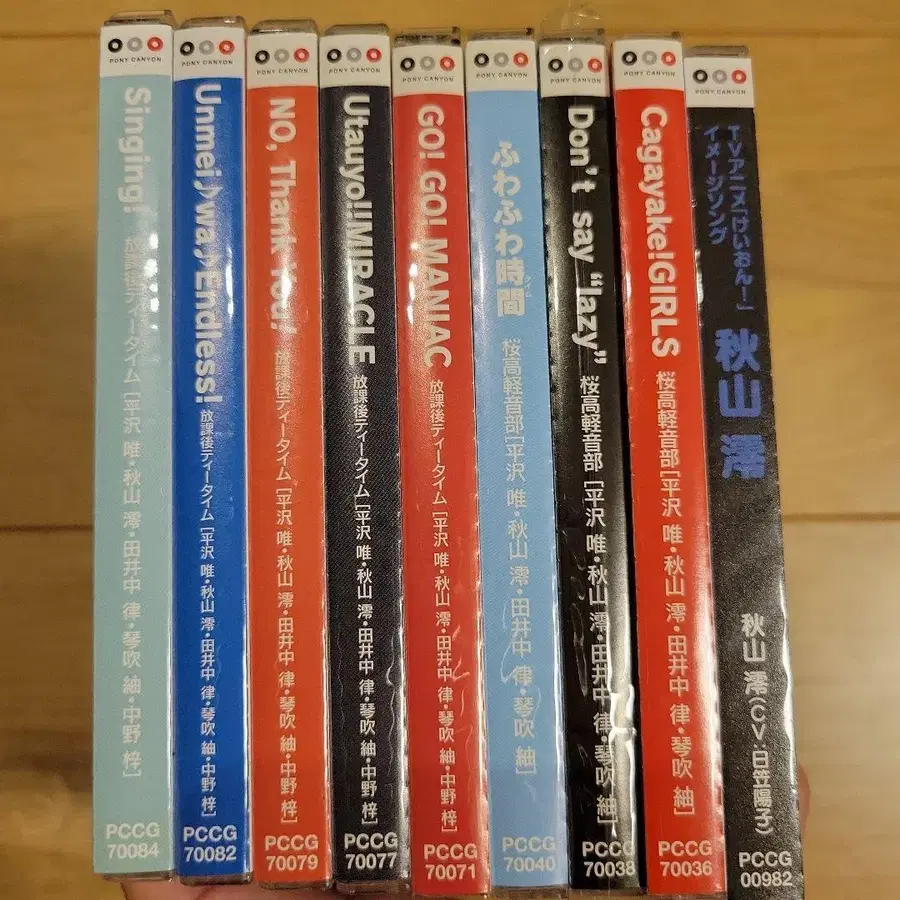 PONY CANYON
Singing!
放課後ティータイム [平沢 唯・秋山 澪・田井中 律・琴吹 紬・中野 梓]
PCCG
70084
PONY CANYON
Unmei♪wa♪Endless!
放課後ティータイム [平沢 唯・秋山 澪・田井中 律・琴吹 紬・中野 梓]
PCCG
70082
PONY CANYON
NO, Thank You!
放課後ティータイム [平沢 唯・秋山 澪・田井中 律・琴吹 紬・中野 梓]
PCCG
70079
PONY CANYON
Utauyo!!MIRACLE
放課後ティータイム [平沢 唯・秋山 澪・田井中 律・琴吹 紬・中野 梓]
PCCG
70077
PONY CANYON
GO! GO! MANIAC
放課後ティータイム [平沢 唯・秋山 澪・田井中 律・琴吹 紬・中野 梓]
PCCG
70071
PONY CANYON
ふわふわ時間
タイム
桜高軽音部 [平沢 唯・秋山 澪・田井中 律・琴吹 紬]
PCCG
70040
PONY CANYON
Don't say "lazy"
桜高軽音部 [平沢 唯・秋山 澪・田井中 律・琴吹 紬]
PCCG
70038
PONY CANYON
Cagayake!GIRLS
桜高軽音部 [平沢 唯・秋山 澪・田井中 律・琴吹 紬]
PCCG
70036
PONY CANYON
TVアニメ「けいおん!」
イメージソング
秋山 澪
秋山 澪(CV・日笠陽子)
PCCG
00982